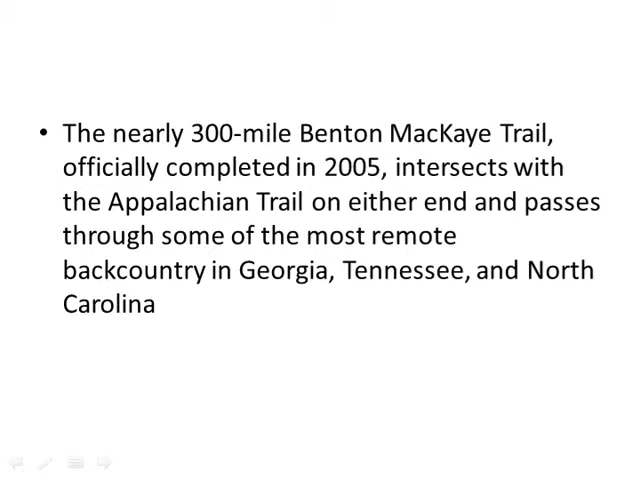 • The nearly 300-mile Benton MacKaye Trail,
officially completed in 2005, intersects with
the Appalachian Trail on either end and passes
through some of the most remote
backcountry in Georgia, Tennessee, and North
Carolina